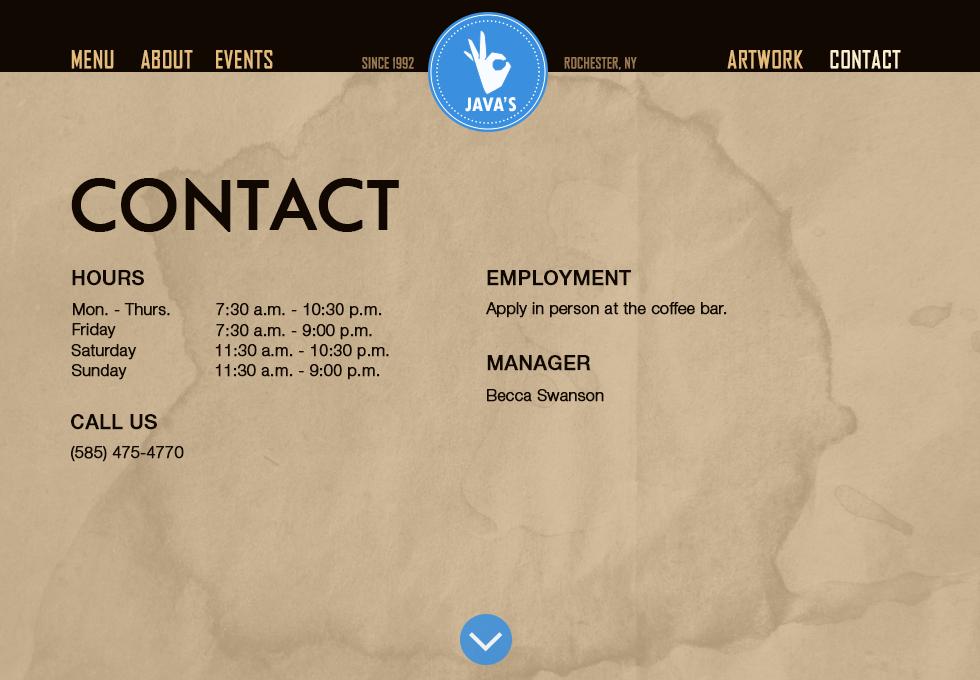 MENU ABOUT EVENTS SINCE 1992 JAVA'S ROCHESTER, NY ARTWORK CONTACT
CONTACT
HOURS
Mon. - Thurs. 7:30 a.m. - 10:30 p.m.
Friday 7:30 a.m. - 9:00 p.m.
Saturday 11:30 a.m. - 10:30 p.m.
Sunday 11:30 a.m. - 9:00 p.m.
CALL US
(585) 475-4770
EMPLOYMENT
Apply in person at the coffee bar.
MANAGER
Becca Swanson